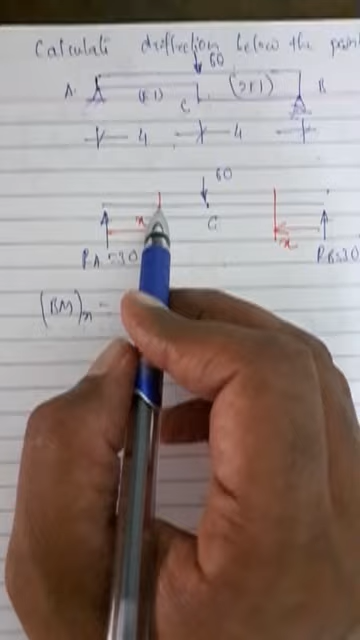 Calculate deflection below the point
60
A (EI) C (2EI) B
4 4
60
x C x
RA=30 RB=30
(BM)x =